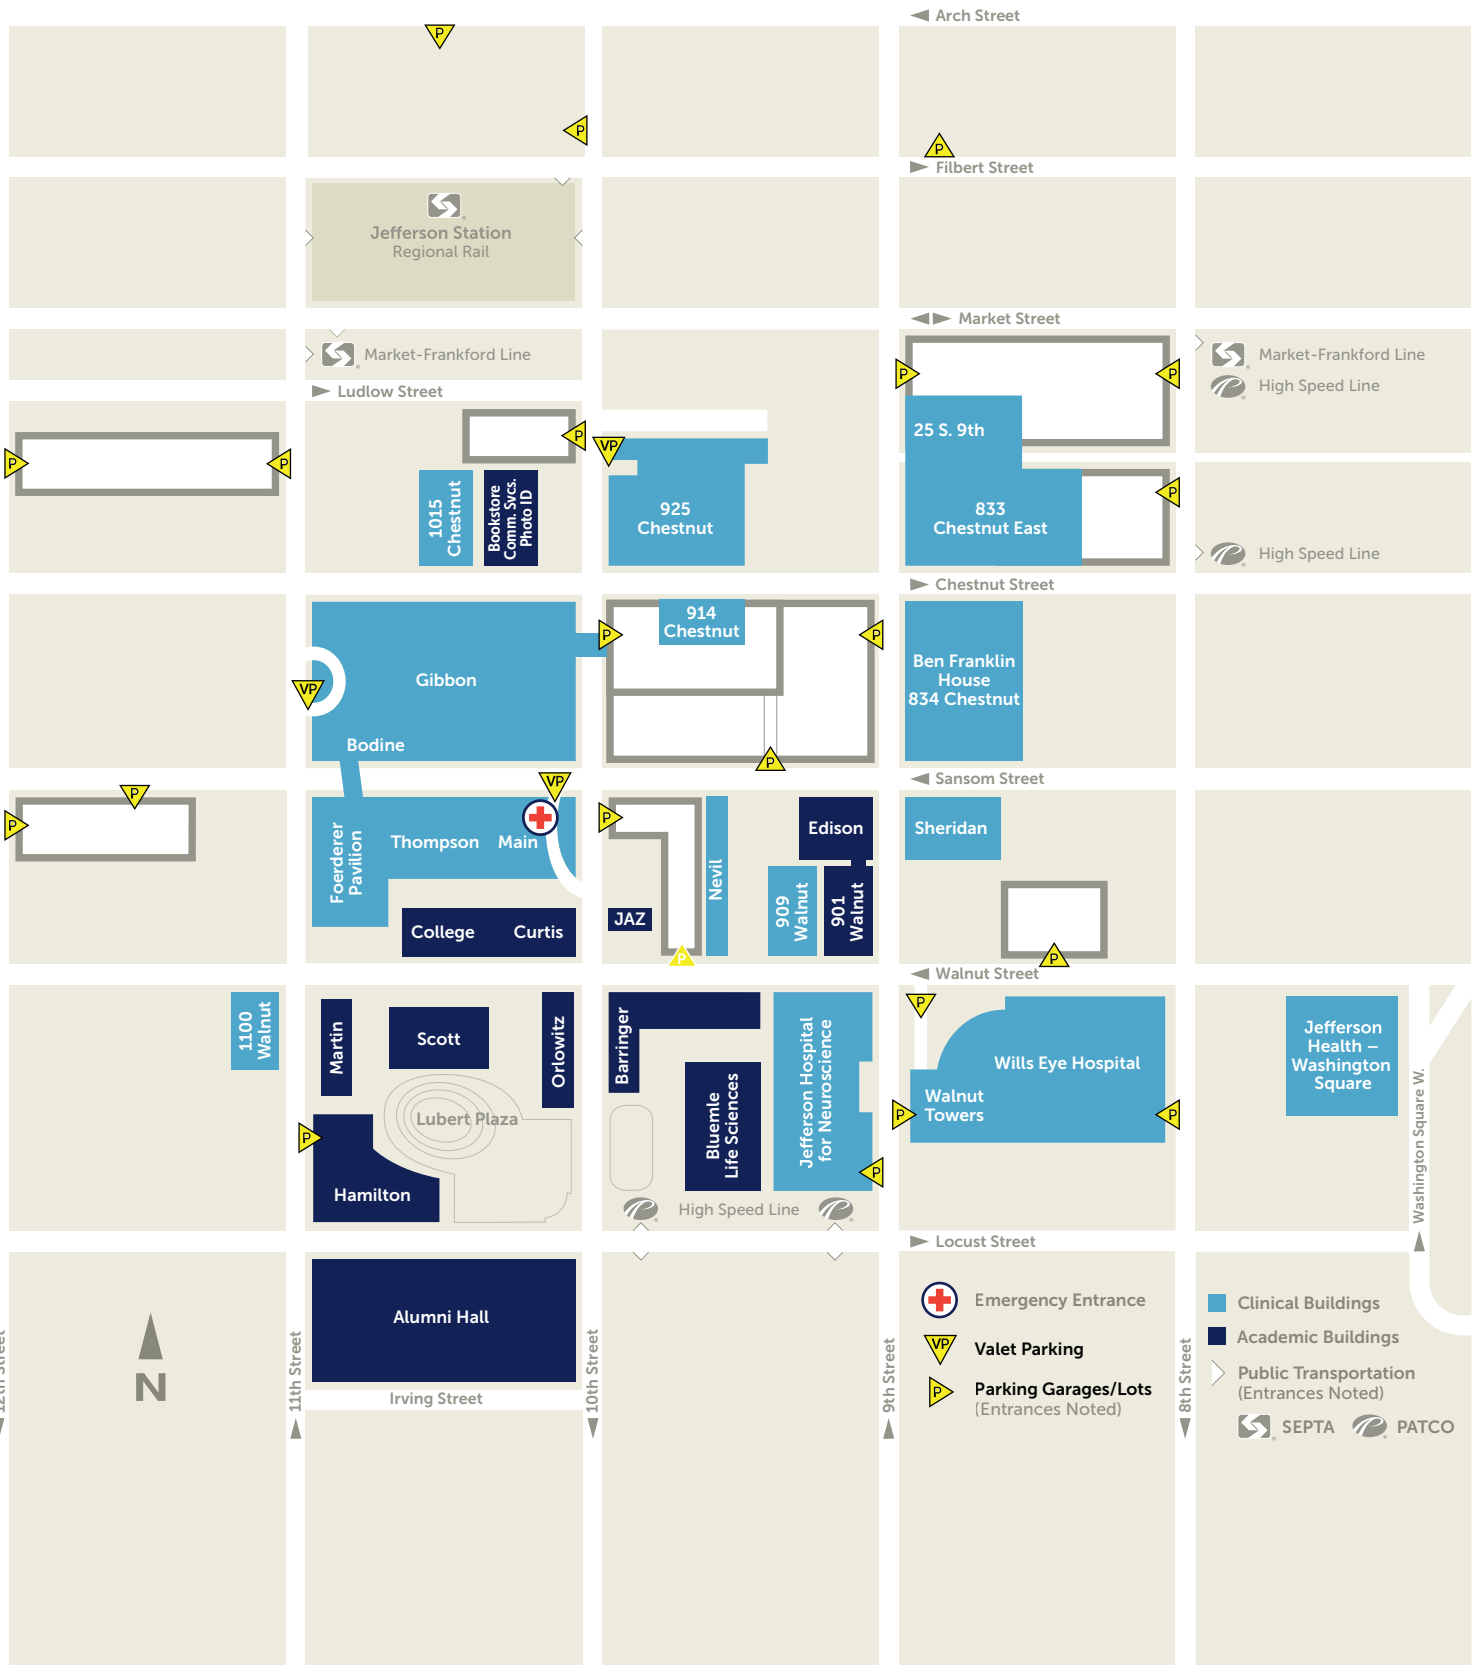 Arch Street
P
P
P
Filbert Street
Jefferson Station
Regional Rail
Market Street
Market-Frankford Line
Market-Frankford Line
High Speed Line
P
P
Ludlow Street
P
P
P
VP
25 S. 9th
1015
Chestnut
Bookstore
Comm. Svcs.
Photo ID
925
Chestnut
833
Chestnut East
P
High Speed Line
Chestnut Street
914
Chestnut
P
P
Gibbon
VP
Bodine
Ben Franklin
House
834 Chestnut
P
Sansom Street
P
P
VP
Foerderer
Pavilion
Thompson
Main
P
Nevil
Edison
909
Walnut
901
Walnut
Sheridan
JAZ
College
Curtis
P
P
Walnut Street
1100
Walnut
Martin
Scott
Orlowitz
Barringer
Bluemle
Life Sciences
Jefferson Hospital
for Neuroscience
P
Wills Eye Hospital
Walnut
Towers
P
P
Jefferson
Health –
Washington
Square
Washington Square W.
Lubert Plaza
P
Hamilton
P
High Speed Line
Locust Street
Alumni Hall
Irving Street
N
12th Street
11th Street
10th Street
9th Street
8th Street
Emergency Entrance
VP
Valet Parking
P
Parking Garages/Lots
(Entrances Noted)
Clinical Buildings
Academic Buildings
Public Transportation
(Entrances Noted)
SEPTA
PATCO